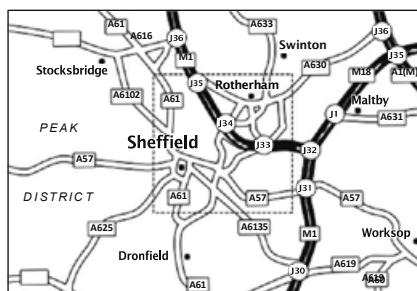 A61
A633
J36
A616
Swinton
J36
M1
J35
Stocksbridge
J35
A630
M18
A1(M)
Rotherham
A6102
A61
Maltby
J34
J1
A631
PEAK
Sheffield
J33
J32
A57
J31
DISTRICT
A61
A57
A57
A625
A6135
M1
Worksop
Dronfield
J30
A619
A619
A61